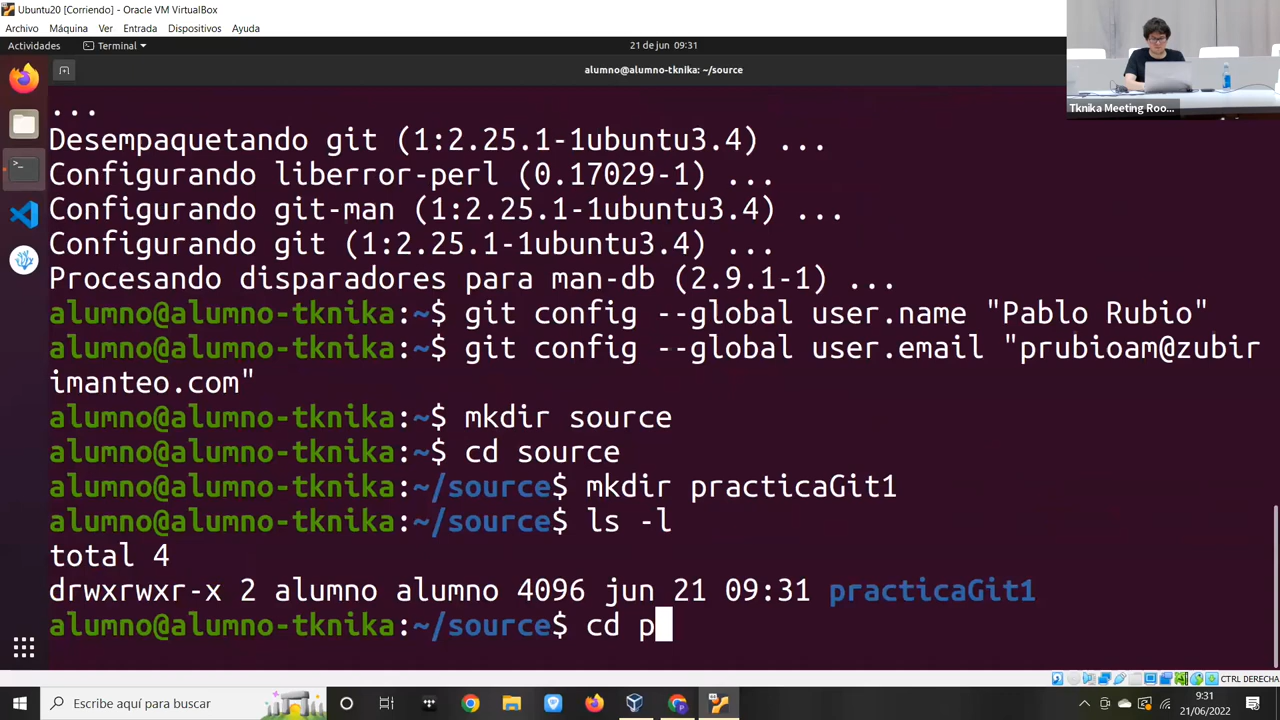 Ubuntu20 [Corriendo] - Oracle VM VirtualBox
Archivo Máquina Ver Entrada Dispositivos Ayuda
Actividades Terminal 21 de jun 09:31
alumno@alumno-tknika: ~/source
Tknika Meeting Roo...
...
Desempaquetando git (1:2.25.1-1ubuntu3.4) ...
Configurando liberror-perl (0.17029-1) ...
Configurando git-man (1:2.25.1-1ubuntu3.4) ...
Configurando git (1:2.25.1-1ubuntu3.4) ...
Procesando disparadores para man-db (2.9.1-1) ...
alumno@alumno-tknika:~$ git config --global user.name "Pablo Rubio"
alumno@alumno-tknika:~$ git config --global user.email "prubioam@zubir
imanteo.com"
alumno@alumno-tknika:~$ mkdir source
alumno@alumno-tknika:~$ cd source
alumno@alumno-tknika:~/source$ mkdir practicaGit1
alumno@alumno-tknika:~/source$ ls -l
total 4
drwxrwxr-x 2 alumno alumno 4096 jun 21 09:31 practicaGit1
alumno@alumno-tknika:~/source$ cd p
CTRL DERECHA
Escribe aquí para buscar
9:31
21/06/2022